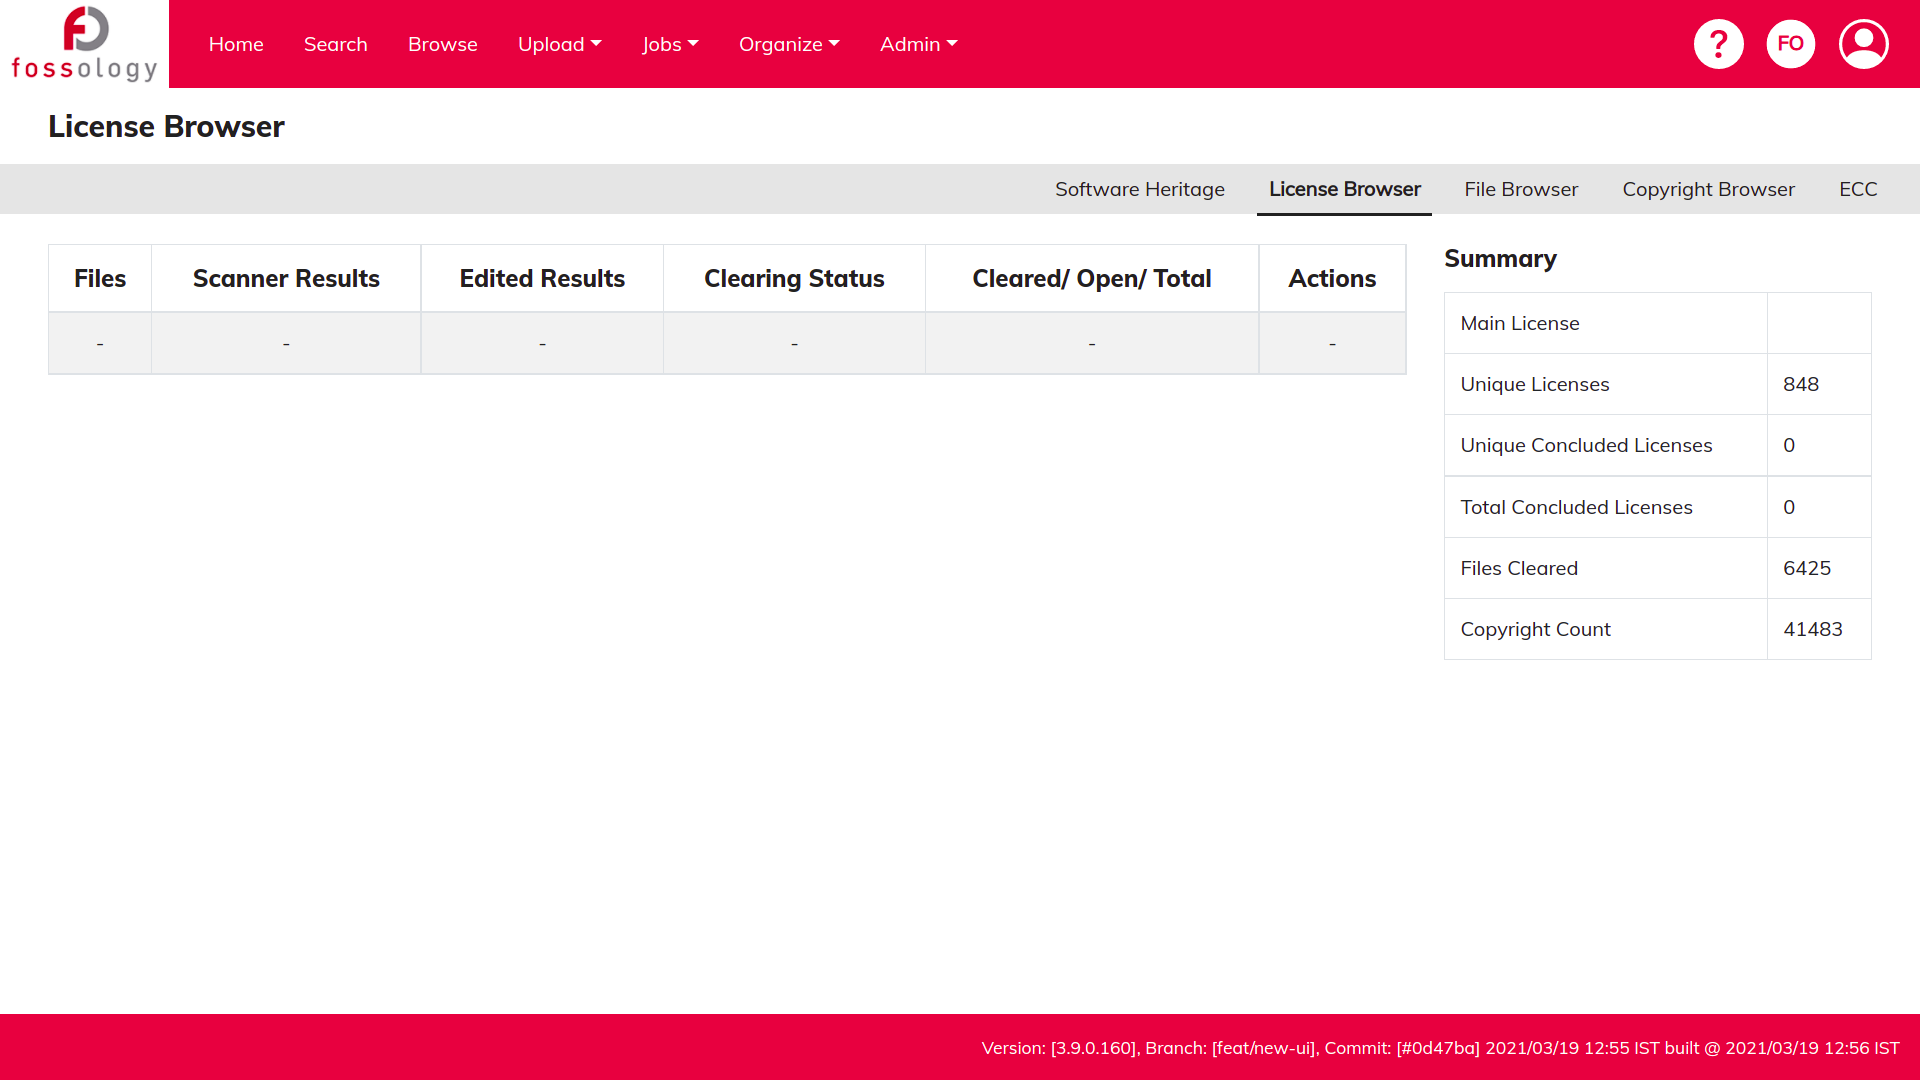 fossology
Home Search Browse Upload Jobs Organize Admin
? FO
License Browser
Software Heritage License Browser File Browser Copyright Browser ECC
Files Scanner Results Edited Results Clearing Status Cleared/ Open/ Total Actions
- - - - - -
Summary
Main License
Unique Licenses 848
Unique Concluded Licenses 0
Total Concluded Licenses 0
Files Cleared 6425
Copyright Count 41483
Version: [3.9.0.160], Branch: [feat/new-ui], Commit: [#0d47ba] 2021/03/19 12:55 IST built @ 2021/03/19 12:56 IST